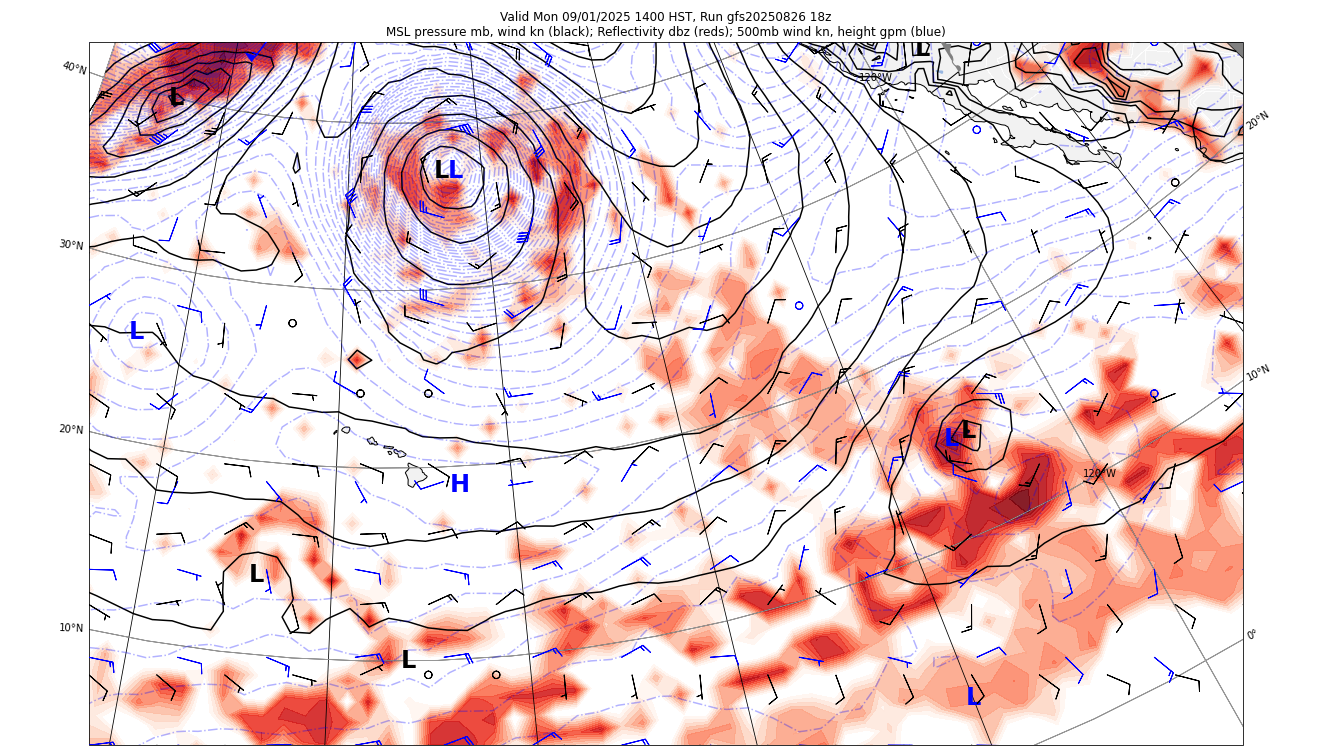 Valid Mon 09/01/2025 1400 HST, Run gfs20250826 18z
MSL pressure mb, wind kn (black); Reflectivity dbz (reds); 500mb wind kn, height gpm (blue)
L
40°N
120°W
L
20°N
L L
30°N
L
10°N
20°N
L L
H
120°W
L
10°N
0°
L
L